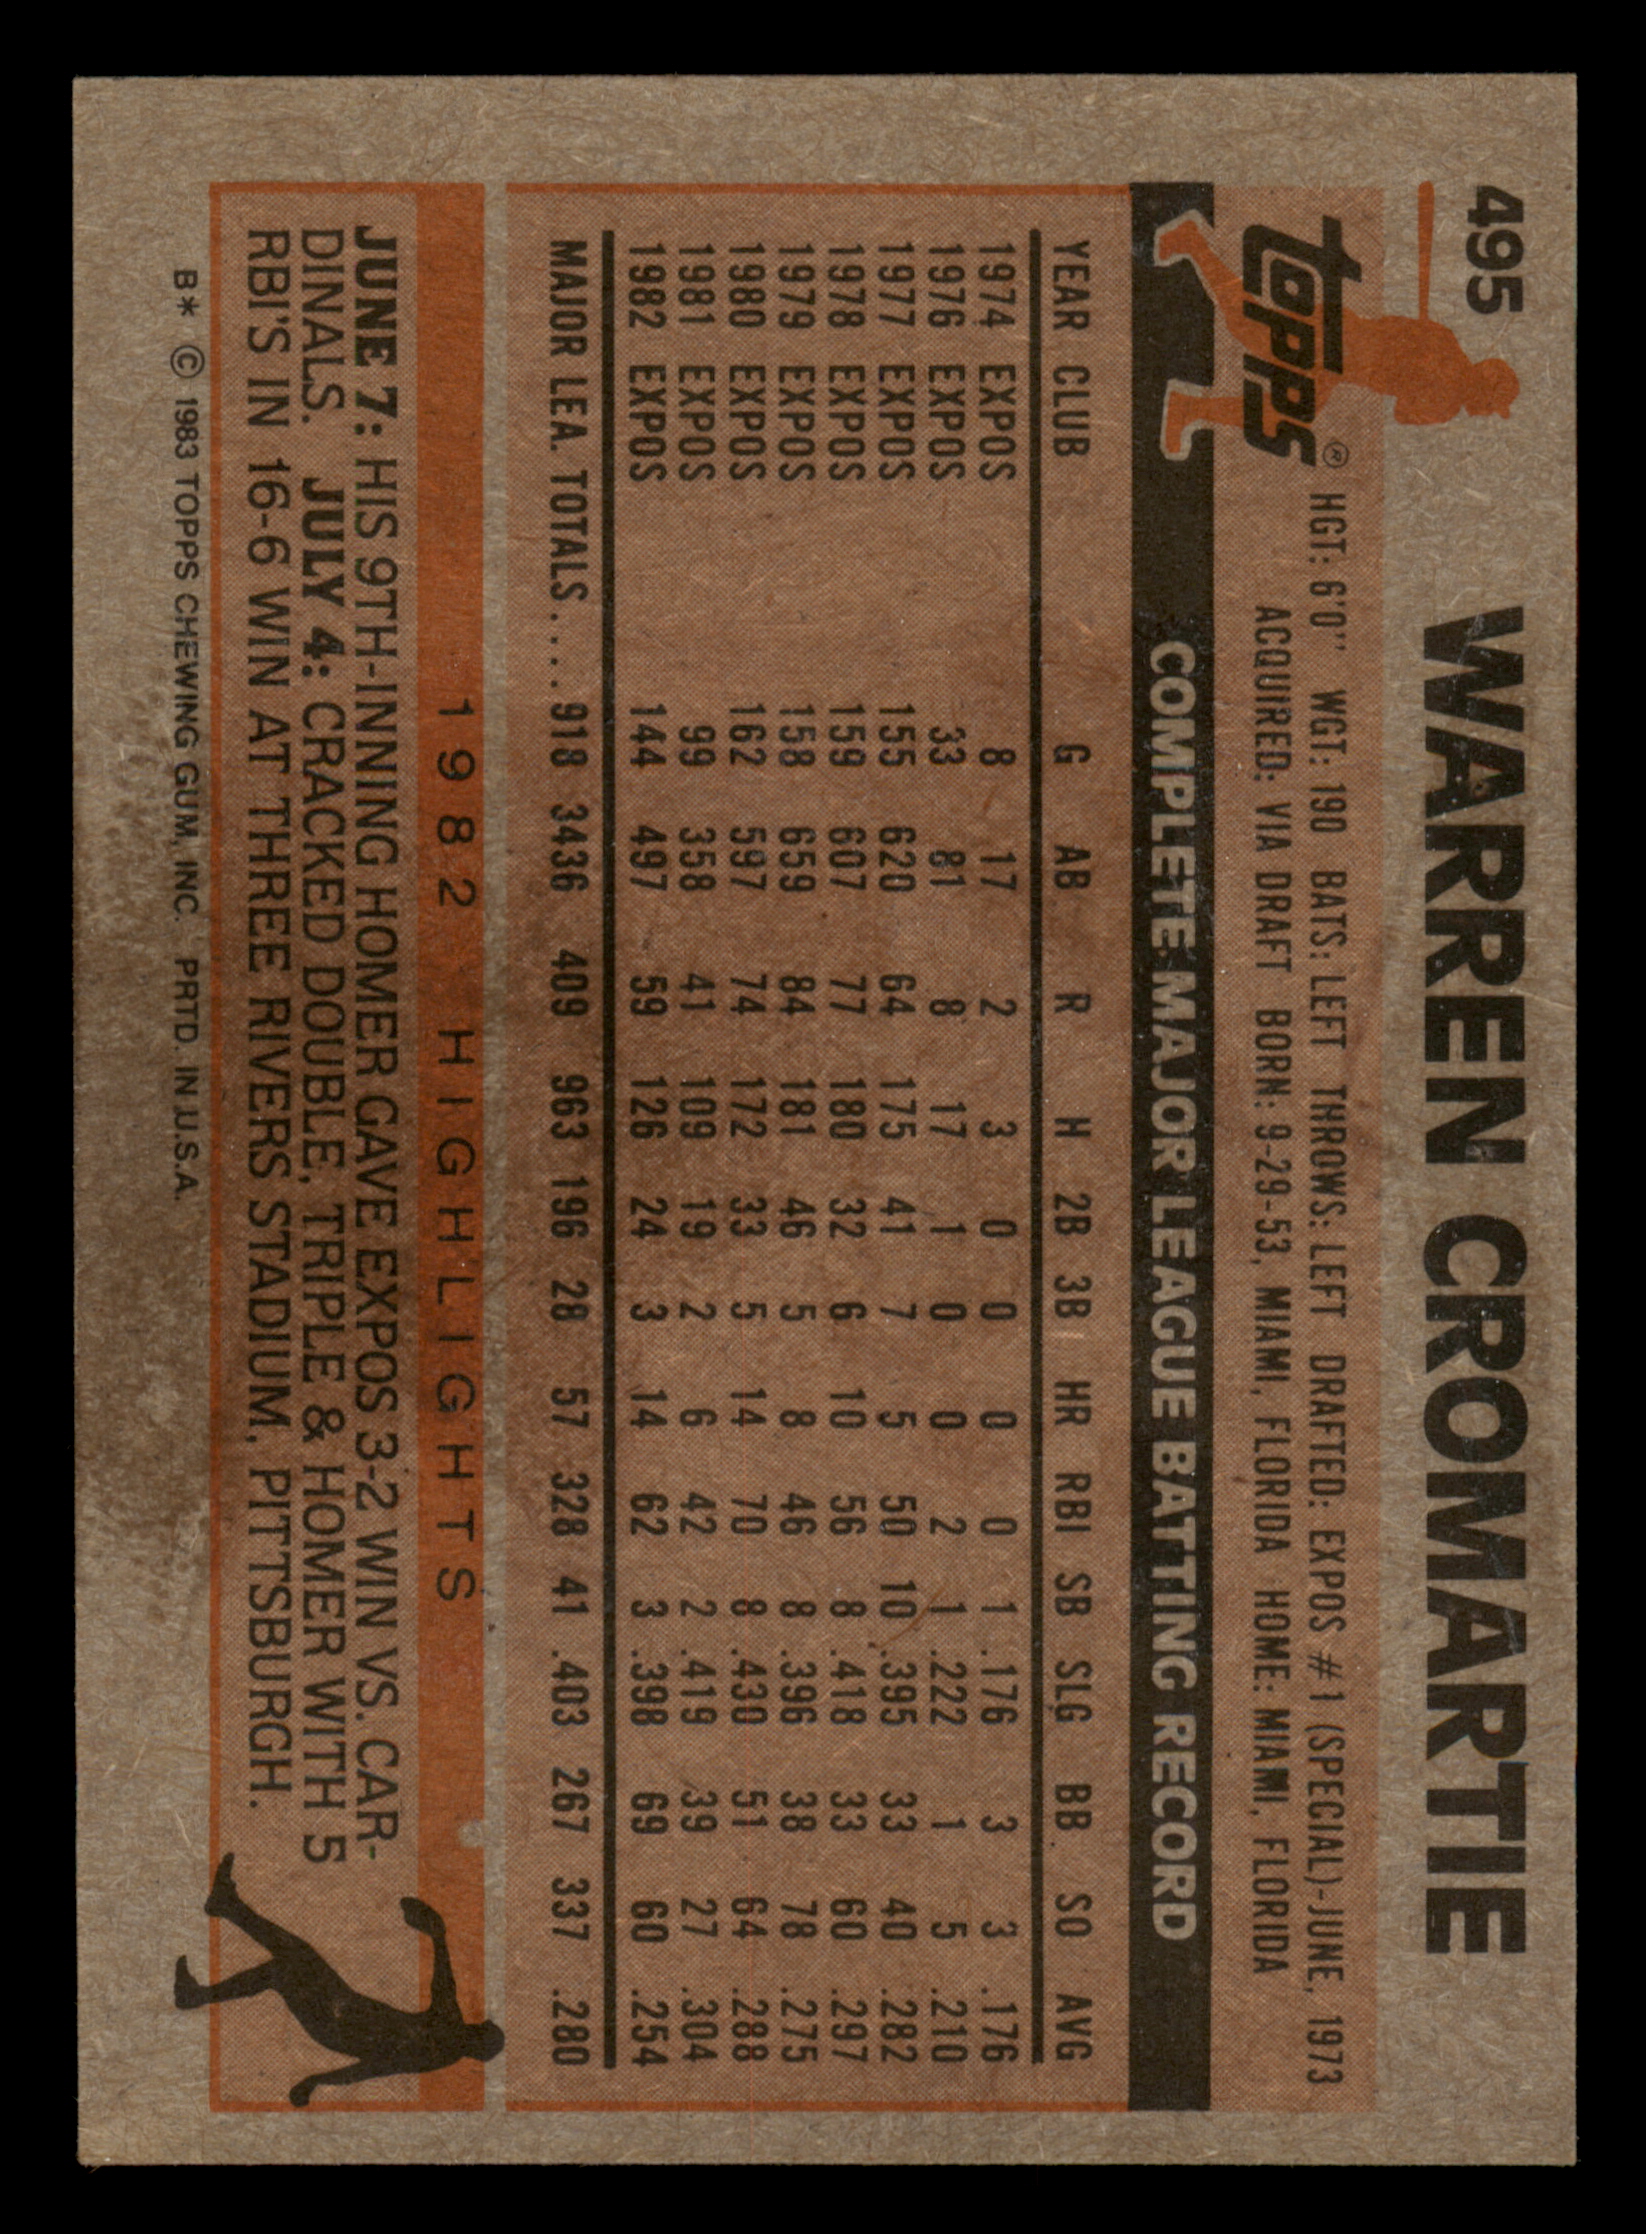 495
WARREN CROMARTIE
topps®
HGT: 6'0" WGT: 190 BATS: LEFT THROWS: LEFT DRAFTED: EXPOS #1 (SPECIAL)-JUNE, 1973
ACQUIRED: VIA DRAFT BORN: 9-29-53, MIAMI, FLORIDA HOME: MIAMI, FLORIDA
COMPLETE MAJOR LEAGUE BATTING RECORD
YEAR CLUB G AB R H 2B 3B HR RBI SB SLG BB SO AVG
1974 EXPOS 8 17 2 3 0 0 0 0 1 .176 3 3 .176
1976 EXPOS 33 81 8 17 1 0 0 2 1 .222 1 5 .210
1977 EXPOS 155 620 64 175 41 7 5 50 10 .395 33 40 .282
1978 EXPOS 159 607 77 180 32 6 10 56 8 .418 33 60 .297
1979 EXPOS 158 659 84 181 46 5 8 46 8 .396 38 78 .275
1980 EXPOS 162 597 74 172 33 5 14 70 8 .430 51 64 .288
1981 EXPOS 99 358 41 109 19 2 6 42 2 .419 39 27 .304
1982 EXPOS 144 497 59 126 24 3 14 62 3 .398 69 60 .254
MAJOR LEA. TOTALS.... 918 3436 409 963 196 28 57 328 41 .403 267 337 .280
1982 HIGHLIGHTS
JUNE 7: HIS 9TH-INNING HOMER GAVE EXPOS 3-2 WIN VS. CAR-
DINALS. JULY 4: CRACKED DOUBLE, TRIPLE & HOMER WITH 5
RBI'S IN 16-6 WIN AT THREE RIVERS STADIUM, PITTSBURGH.
B* © 1983 TOPPS CHEWING GUM, INC. PRTD. IN U.S.A.